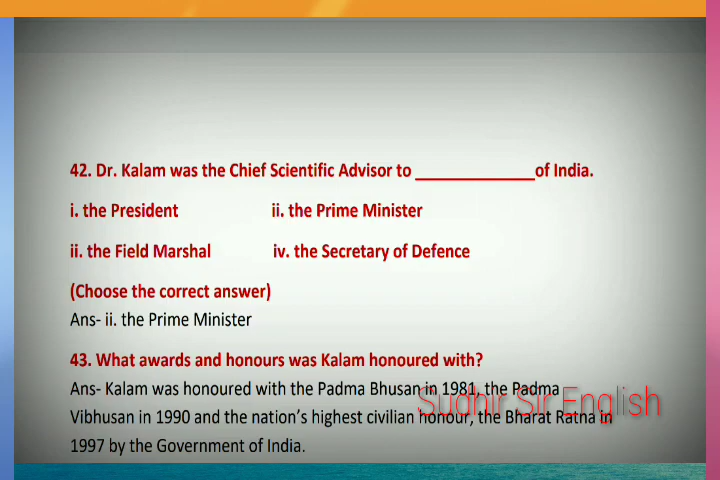 42. Dr. Kalam was the Chief Scientific Advisor to ______________of India.
i. the President ii. the Prime Minister
ii. the Field Marshal iv. the Secretary of Defence
(Choose the correct answer)
Ans- ii. the Prime Minister
43. What awards and honours was Kalam honoured with?
Ans- Kalam was honoured with the Padma Bhusan in 1981, the Padma
Vibhusan in 1990 and the nation's highest civilian honour, the Bharat Ratna in
1997 by the Government of India.
Sudhir Sir English